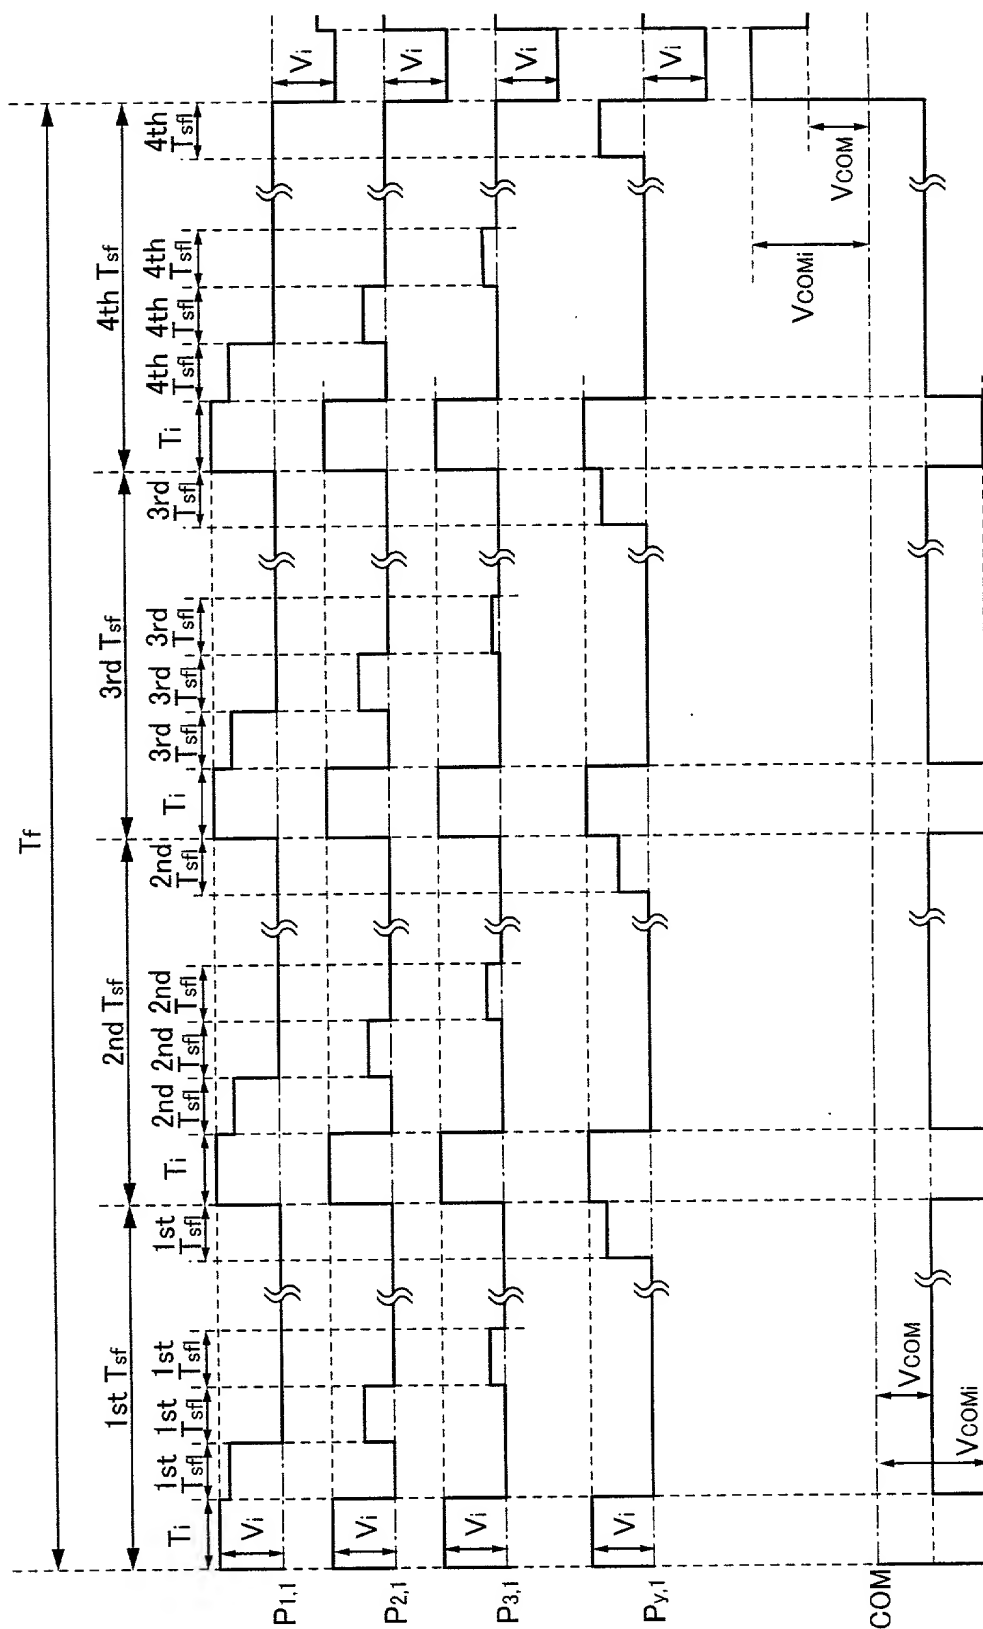 Tf
1st Tsf
2nd Tsf
3rd Tsf
4th Tsf
Ti
1st Tsfl
1st Tsfl
1st Tsfl
1st Tsfl
Ti
2nd Tsfl
2nd Tsfl
2nd Tsfl
2nd Tsfl
Ti
3rd Tsfl
3rd Tsfl
3rd Tsfl
3rd Tsfl
Ti
4th Tsfl
4th Tsfl
4th Tsfl
4th Tsfl
P1,1
Vi
Vi
P2,1
Vi
Vi
P3,1
Vi
Vi
Py,1
Vi
Vi
COM
VCOM
VCOMi
VCOMi
VCOM